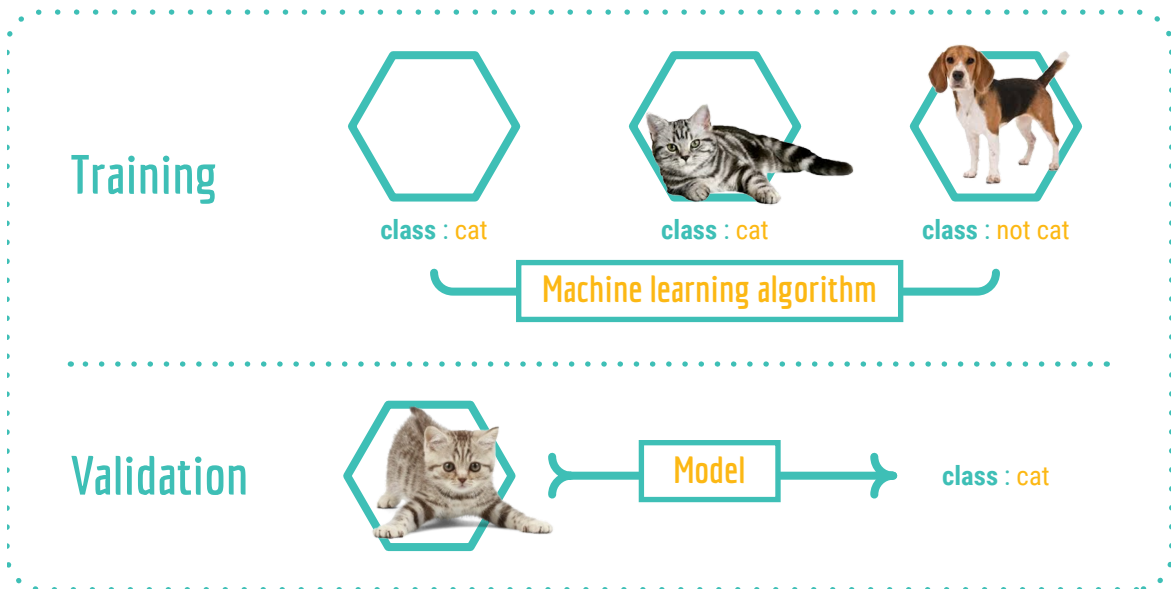 Training
class : cat
class : cat
class : not cat
Machine learning algorithm
Validation
Model
class : cat